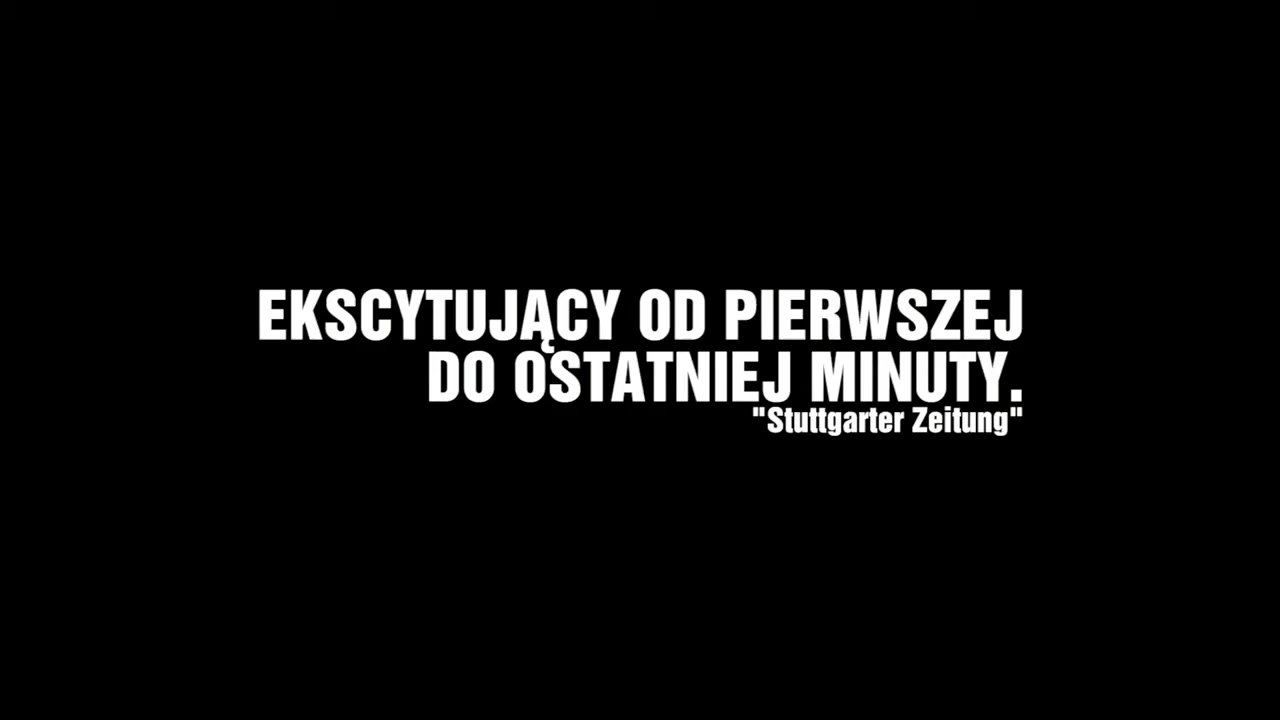 EKSCYTUJĄCY OD PIERWSZEJ
DO OSTATNIEJ MINUTY.
"Stuttgarter Zeitung"